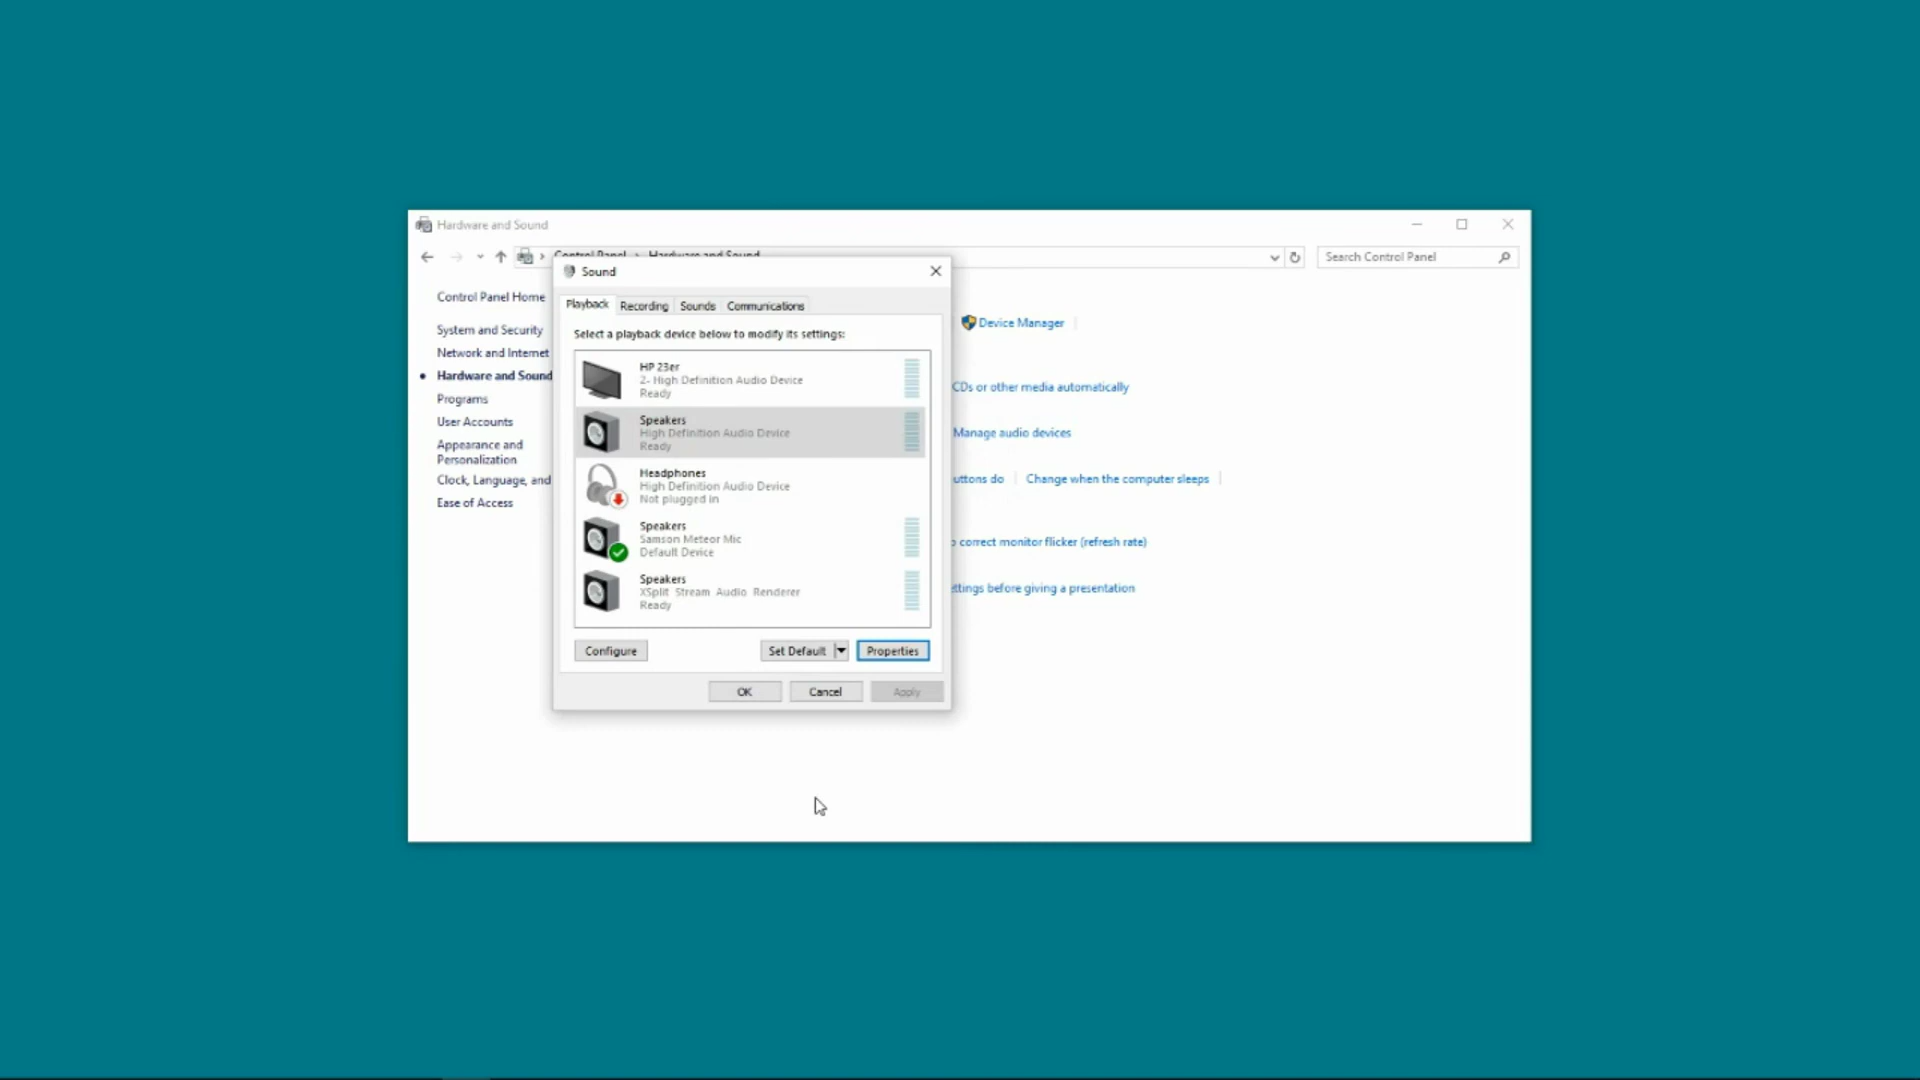 Hardware and Sound
Control Panel > Hardware and Sound
Search Control Panel
Sound
Playback
Recording
Sounds
Communications
Select a playback device below to modify its settings:
HP 23er
2- High Definition Audio Device
Ready
Speakers
High Definition Audio Device
Ready
Headphones
High Definition Audio Device
Not plugged in
Speakers
Samson Meteor Mic
Default Device
Speakers
XSplit Stream Audio Renderer
Ready
Configure
Set Default
Properties
OK
Cancel
Apply
Control Panel Home
System and Security
Network and Internet
Hardware and Sound
Programs
User Accounts
Appearance and
Personalization
Clock, Language, and
Ease of Access
Device Manager
CDs or other media automatically
Manage audio devices
uttons do
Change when the computer sleeps
o correct monitor flicker (refresh rate)
ettings before giving a presentation